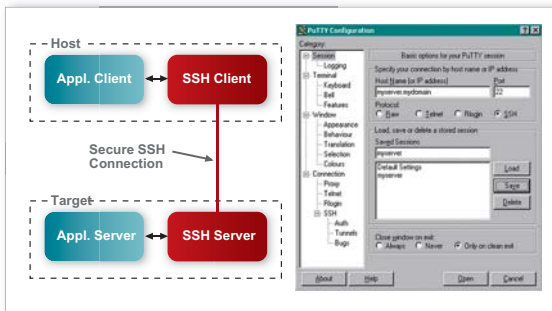 Host
Appl. Client
SSH Client
Secure SSH
Connection
Target
Appl. Server
SSH Server
PuTTY Configuration
Category:
Session
Logging
Terminal
Keyboard
Bell
Features
Window
Appearance
Behaviour
Translation
Selection
Colours
Connection
Proxy
Telnet
Rlogin
SSH
Auth
Tunnels
Bugs
Basic options for your PuTTY session
Specify your connection by host name or IP address
Host Name (or IP address) Port
myserver.mydomain 22
Protocol:
Raw Telnet Rlogin SSH
Load, save or delete a stored session
Saved Sessions
myserver
Default Settings
myserver
Load
Save
Delete
Close window on exit:
Always Never Only on clean exit
About Help Open Cancel